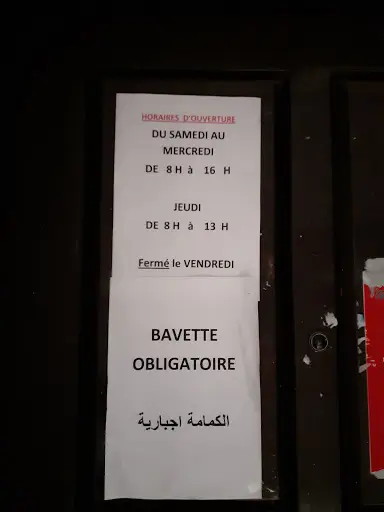 HORAIRES D'OUVERTURE
DU SAMEDI AU
MERCREDI
DE 8 H à 16 H
JEUDI
DE 8 H à 13 H
Fermé le VENDREDI
BAVETTE
OBLIGATOIRE
الكمامة اجبارية